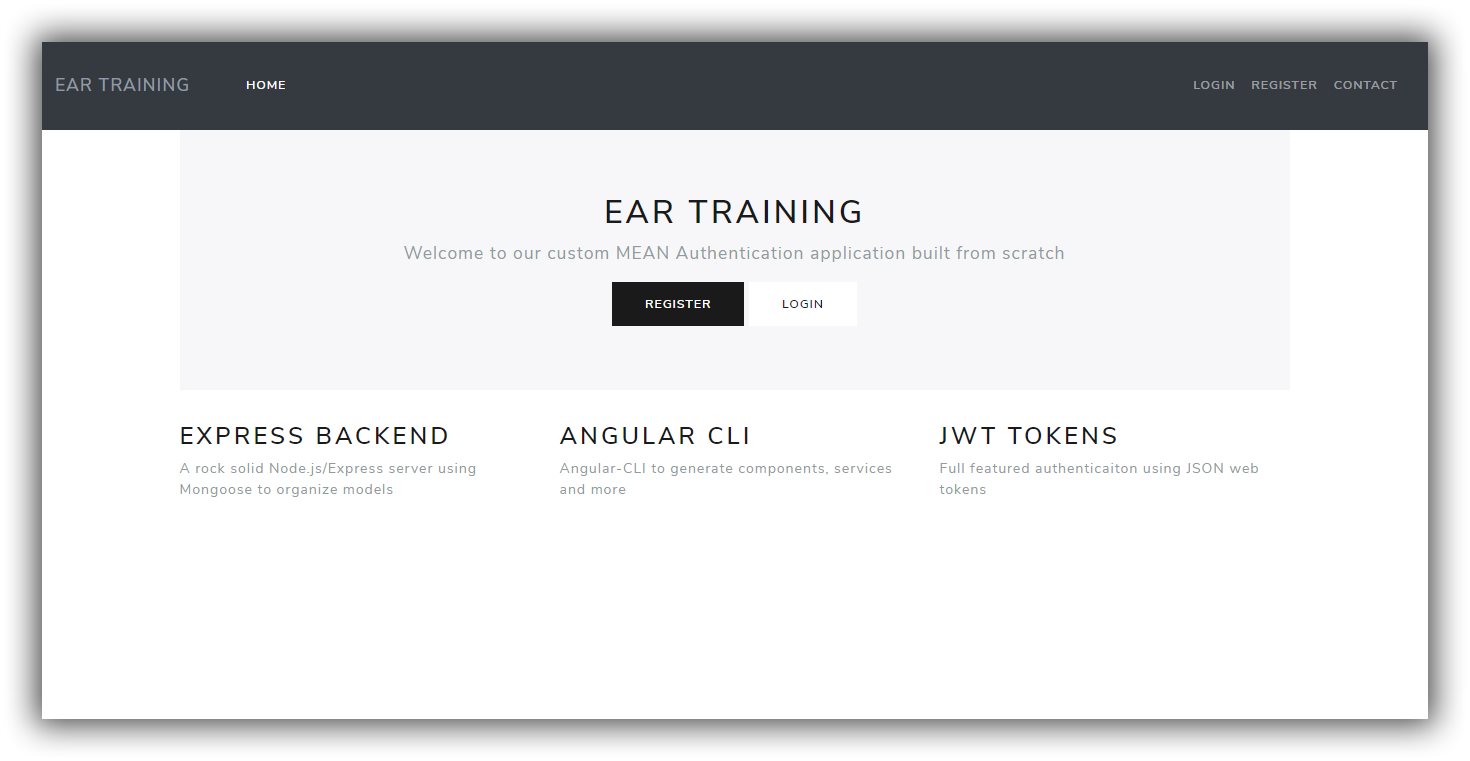 EAR TRAINING HOME LOGIN REGISTER CONTACT
EAR TRAINING
Welcome to our custom MEAN Authentication application built from scratch
REGISTER LOGIN
EXPRESS BACKEND
A rock solid Node.js/Express server using
Mongoose to organize models
ANGULAR CLI
Angular-CLI to generate components, services
and more
JWT TOKENS
Full featured authenticaiton using JSON web
tokens